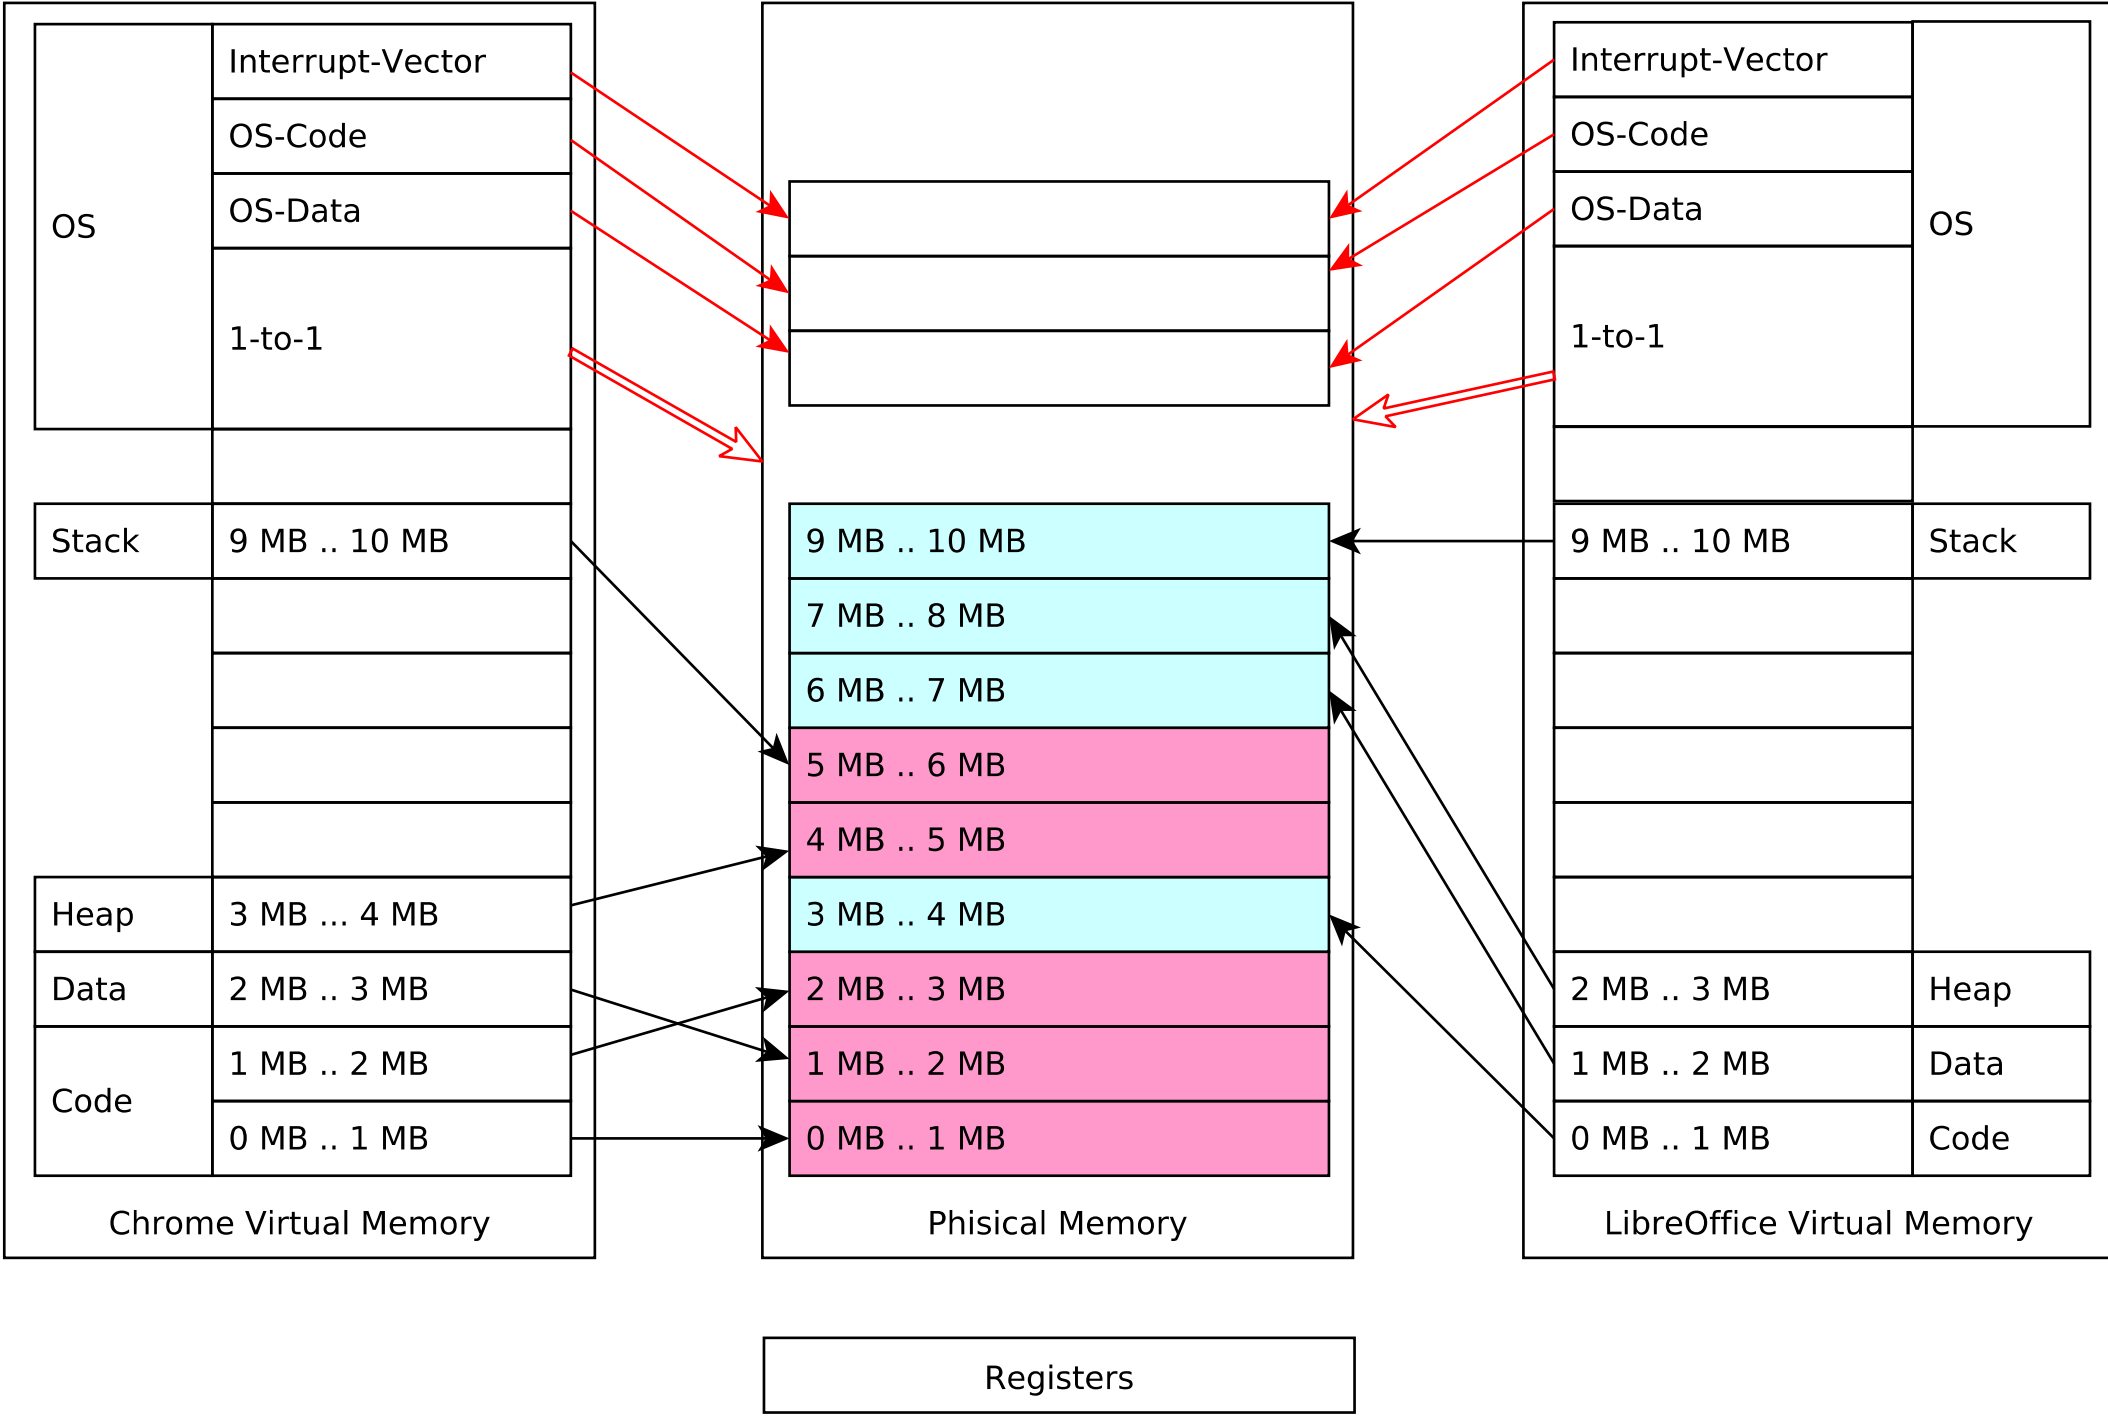 Interrupt-Vector
OS-Code
OS-Data
OS
1-to-1
Stack
9 MB .. 10 MB
Heap
3 MB ... 4 MB
Data
2 MB .. 3 MB
Code
1 MB .. 2 MB
0 MB .. 1 MB
Chrome Virtual Memory
9 MB .. 10 MB
7 MB .. 8 MB
6 MB .. 7 MB
5 MB .. 6 MB
4 MB .. 5 MB
3 MB .. 4 MB
2 MB .. 3 MB
1 MB .. 2 MB
0 MB .. 1 MB
Phisical Memory
Interrupt-Vector
OS-Code
OS-Data
OS
1-to-1
9 MB .. 10 MB
Stack
2 MB .. 3 MB
Heap
1 MB .. 2 MB
Data
0 MB .. 1 MB
Code
LibreOffice Virtual Memory
Registers